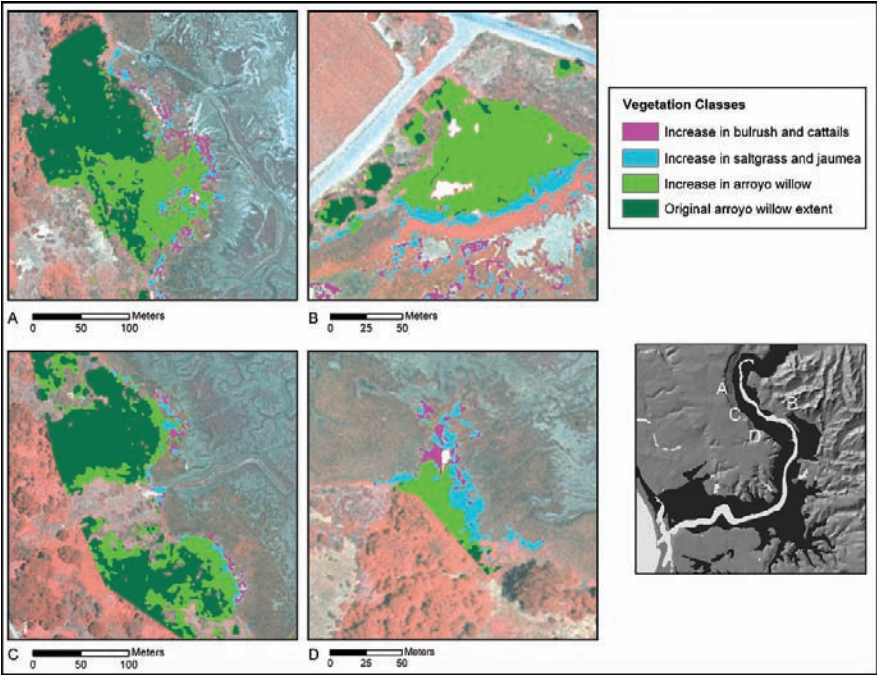 Vegetation Classes
Increase in bulrush and cattails
Increase in saltgrass and jaumea
Increase in arroyo willow
Original arroyo willow extent
A
Meters
0 50 100
B
Meters
0 25 50
A
B
C
D
C
Meters
0 50 100
D
Meters
0 25 50